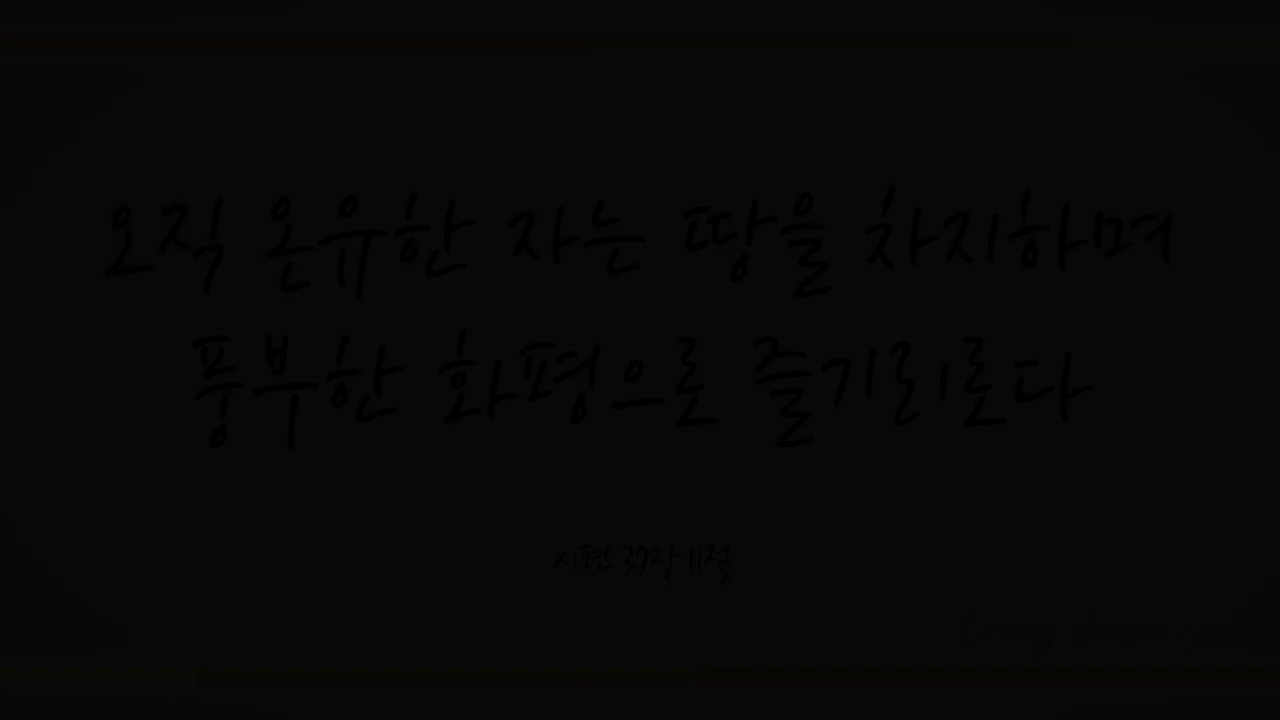 오직 온유한 자는 땅을 차지하며
풍부한 화평으로 즐기리로다
시편 37장 11절